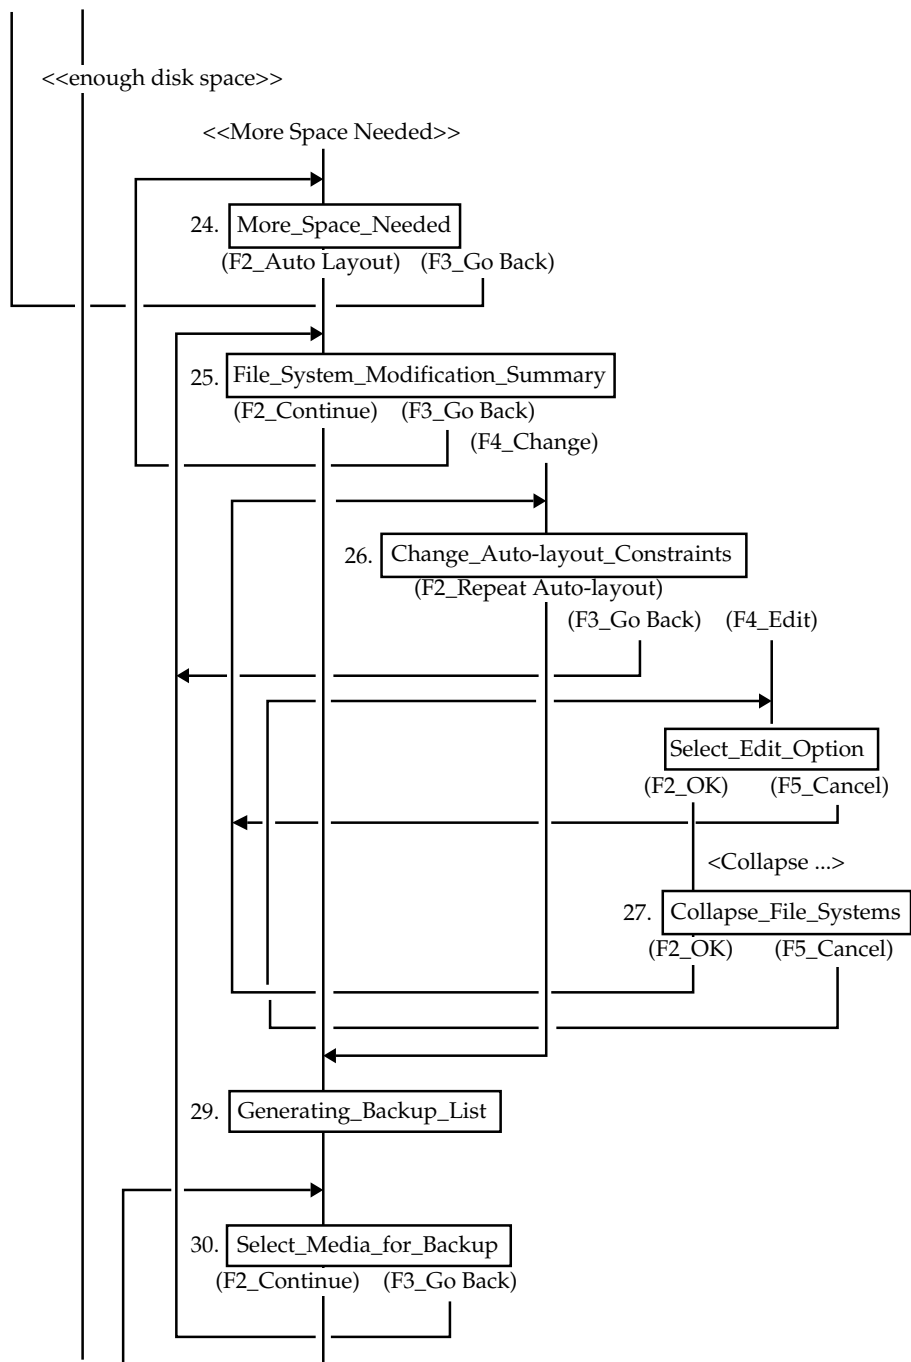 <<enough disk space>>
<<More Space Needed>>
24. More_Space_Needed
(F2_Auto Layout) (F3_Go Back)
25. File_System_Modification_Summary
(F2_Continue) (F3_Go Back)
(F4_Change)
26. Change_Auto-layout_Constraints
(F2_Repeat Auto-layout)
(F3_Go Back) (F4_Edit)
Select_Edit_Option
(F2_OK) (F5_Cancel)
<Collapse ...>
27. Collapse_File_Systems
(F2_OK) (F5_Cancel)
29. Generating_Backup_List
30. Select_Media_for_Backup
(F2_Continue) (F3_Go Back)